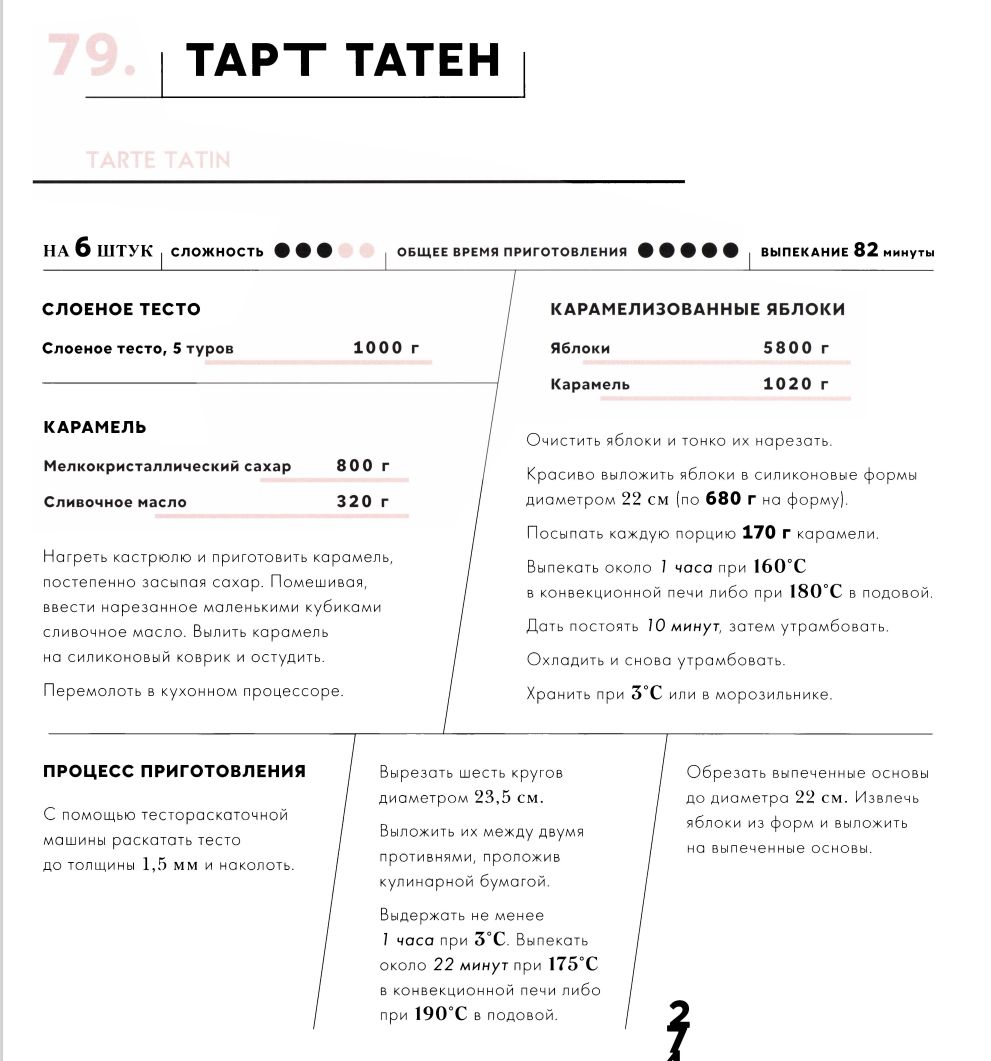 79. ТАРТ ТАТЕН
TARTE TATIN
НА 6 ШТУК СЛОЖНОСТЬ ОБЩЕЕ ВРЕМЯ ПРИГОТОВЛЕНИЯ ВЫПЕКАНИЕ 82 минуты
СЛОЕНОЕ ТЕСТО
Слоеное тесто, 5 туров 1000 г
КАРАМЕЛЬ
Мелкокристаллический сахар 800 г
Сливочное масло 320 г
Нагреть кастрюлю и приготовить карамель,
постепенно засыпая сахар. Помешивая,
ввести нарезанное маленькими кубиками
сливочное масло. Вылить карамель
на силиконовый коврик и остудить.
Перемолоть в кухонном процессоре.
КАРАМЕЛИЗОВАННЫЕ ЯБЛОКИ
Яблоки 5800 г
Карамель 1020 г
Очистить яблоки и тонко их нарезать.
Красиво выложить яблоки в силиконовые формы
диаметром 22 см (по 680 г на форму).
Посыпать каждую порцию 170 г карамели.
Выпекать около 1 часа при 160°C
в конвекционной печи либо при 180°C в подовой.
Дать постоять 10 минут, затем утрамбовать.
Охладить и снова утрамбовать.
Хранить при 3°C или в морозильнике.
ПРОЦЕСС ПРИГОТОВЛЕНИЯ
С помощью тестораскаточной
машины раскатать тесто
до толщины 1,5 мм и наколоть.
Вырезать шесть кругов
диаметром 23,5 см.
Выложить их между двумя
противнями, проложив
кулинарной бумагой.
Выдержать не менее
1 часа при 3°C. Выпекать
около 22 минут при 175°C
в конвекционной печи либо
при 190°C в подовой.
Обрезать выпеченные основы
до диаметра 22 см. Извлечь
яблоки из форм и выложить
на выпеченные основы.
2
7